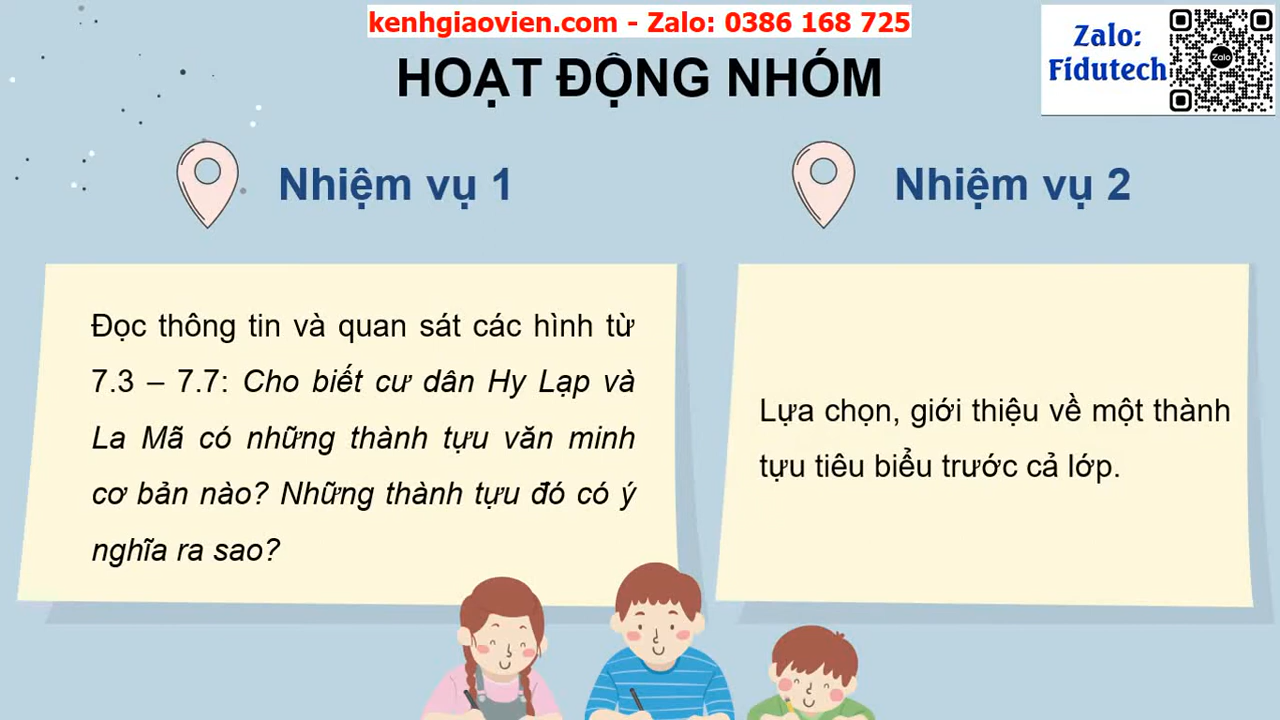 kenhgiaovien.com - Zalo: 0386 168 725
Zalo:
Fidutech
Zalo
HOẠT ĐỘNG NHÓM
Nhiệm vụ 1
Đọc thông tin và quan sát các hình từ
7.3 – 7.7: Cho biết cư dân Hy Lạp và
La Mã có những thành tựu văn minh
cơ bản nào? Những thành tựu đó có ý
nghĩa ra sao?
Nhiệm vụ 2
Lựa chọn, giới thiệu về một thành
tựu tiêu biểu trước cả lớp.